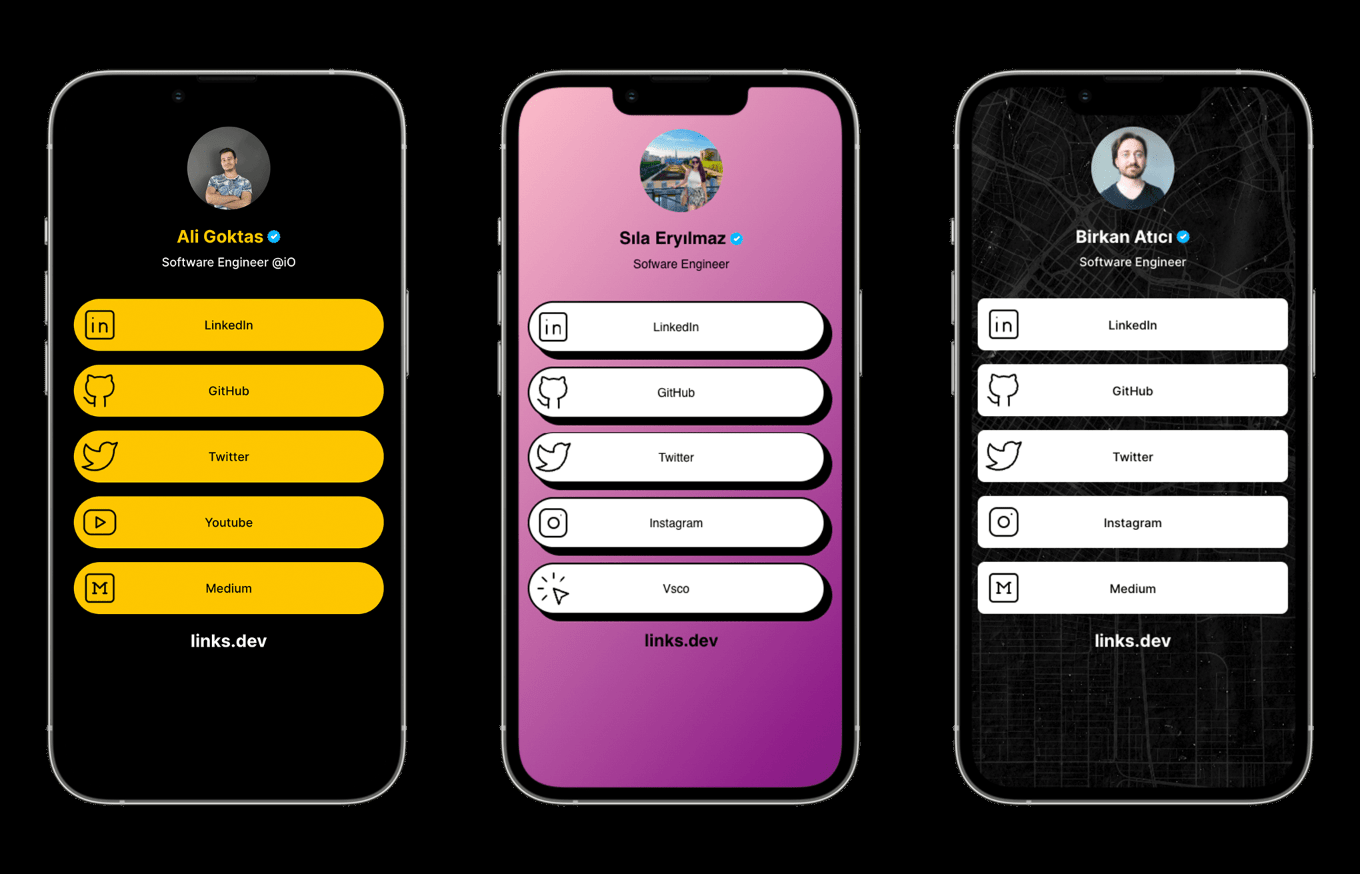 Ali Goktas
Software Engineer @iO
LinkedIn
GitHub
Twitter
Youtube
Medium
links.dev
Sıla Eryılmaz
Sofware Engineer
LinkedIn
GitHub
Twitter
Instagram
Vsco
links.dev
Birkan Atıcı
Software Engineer
LinkedIn
GitHub
Twitter
Instagram
Medium
links.dev